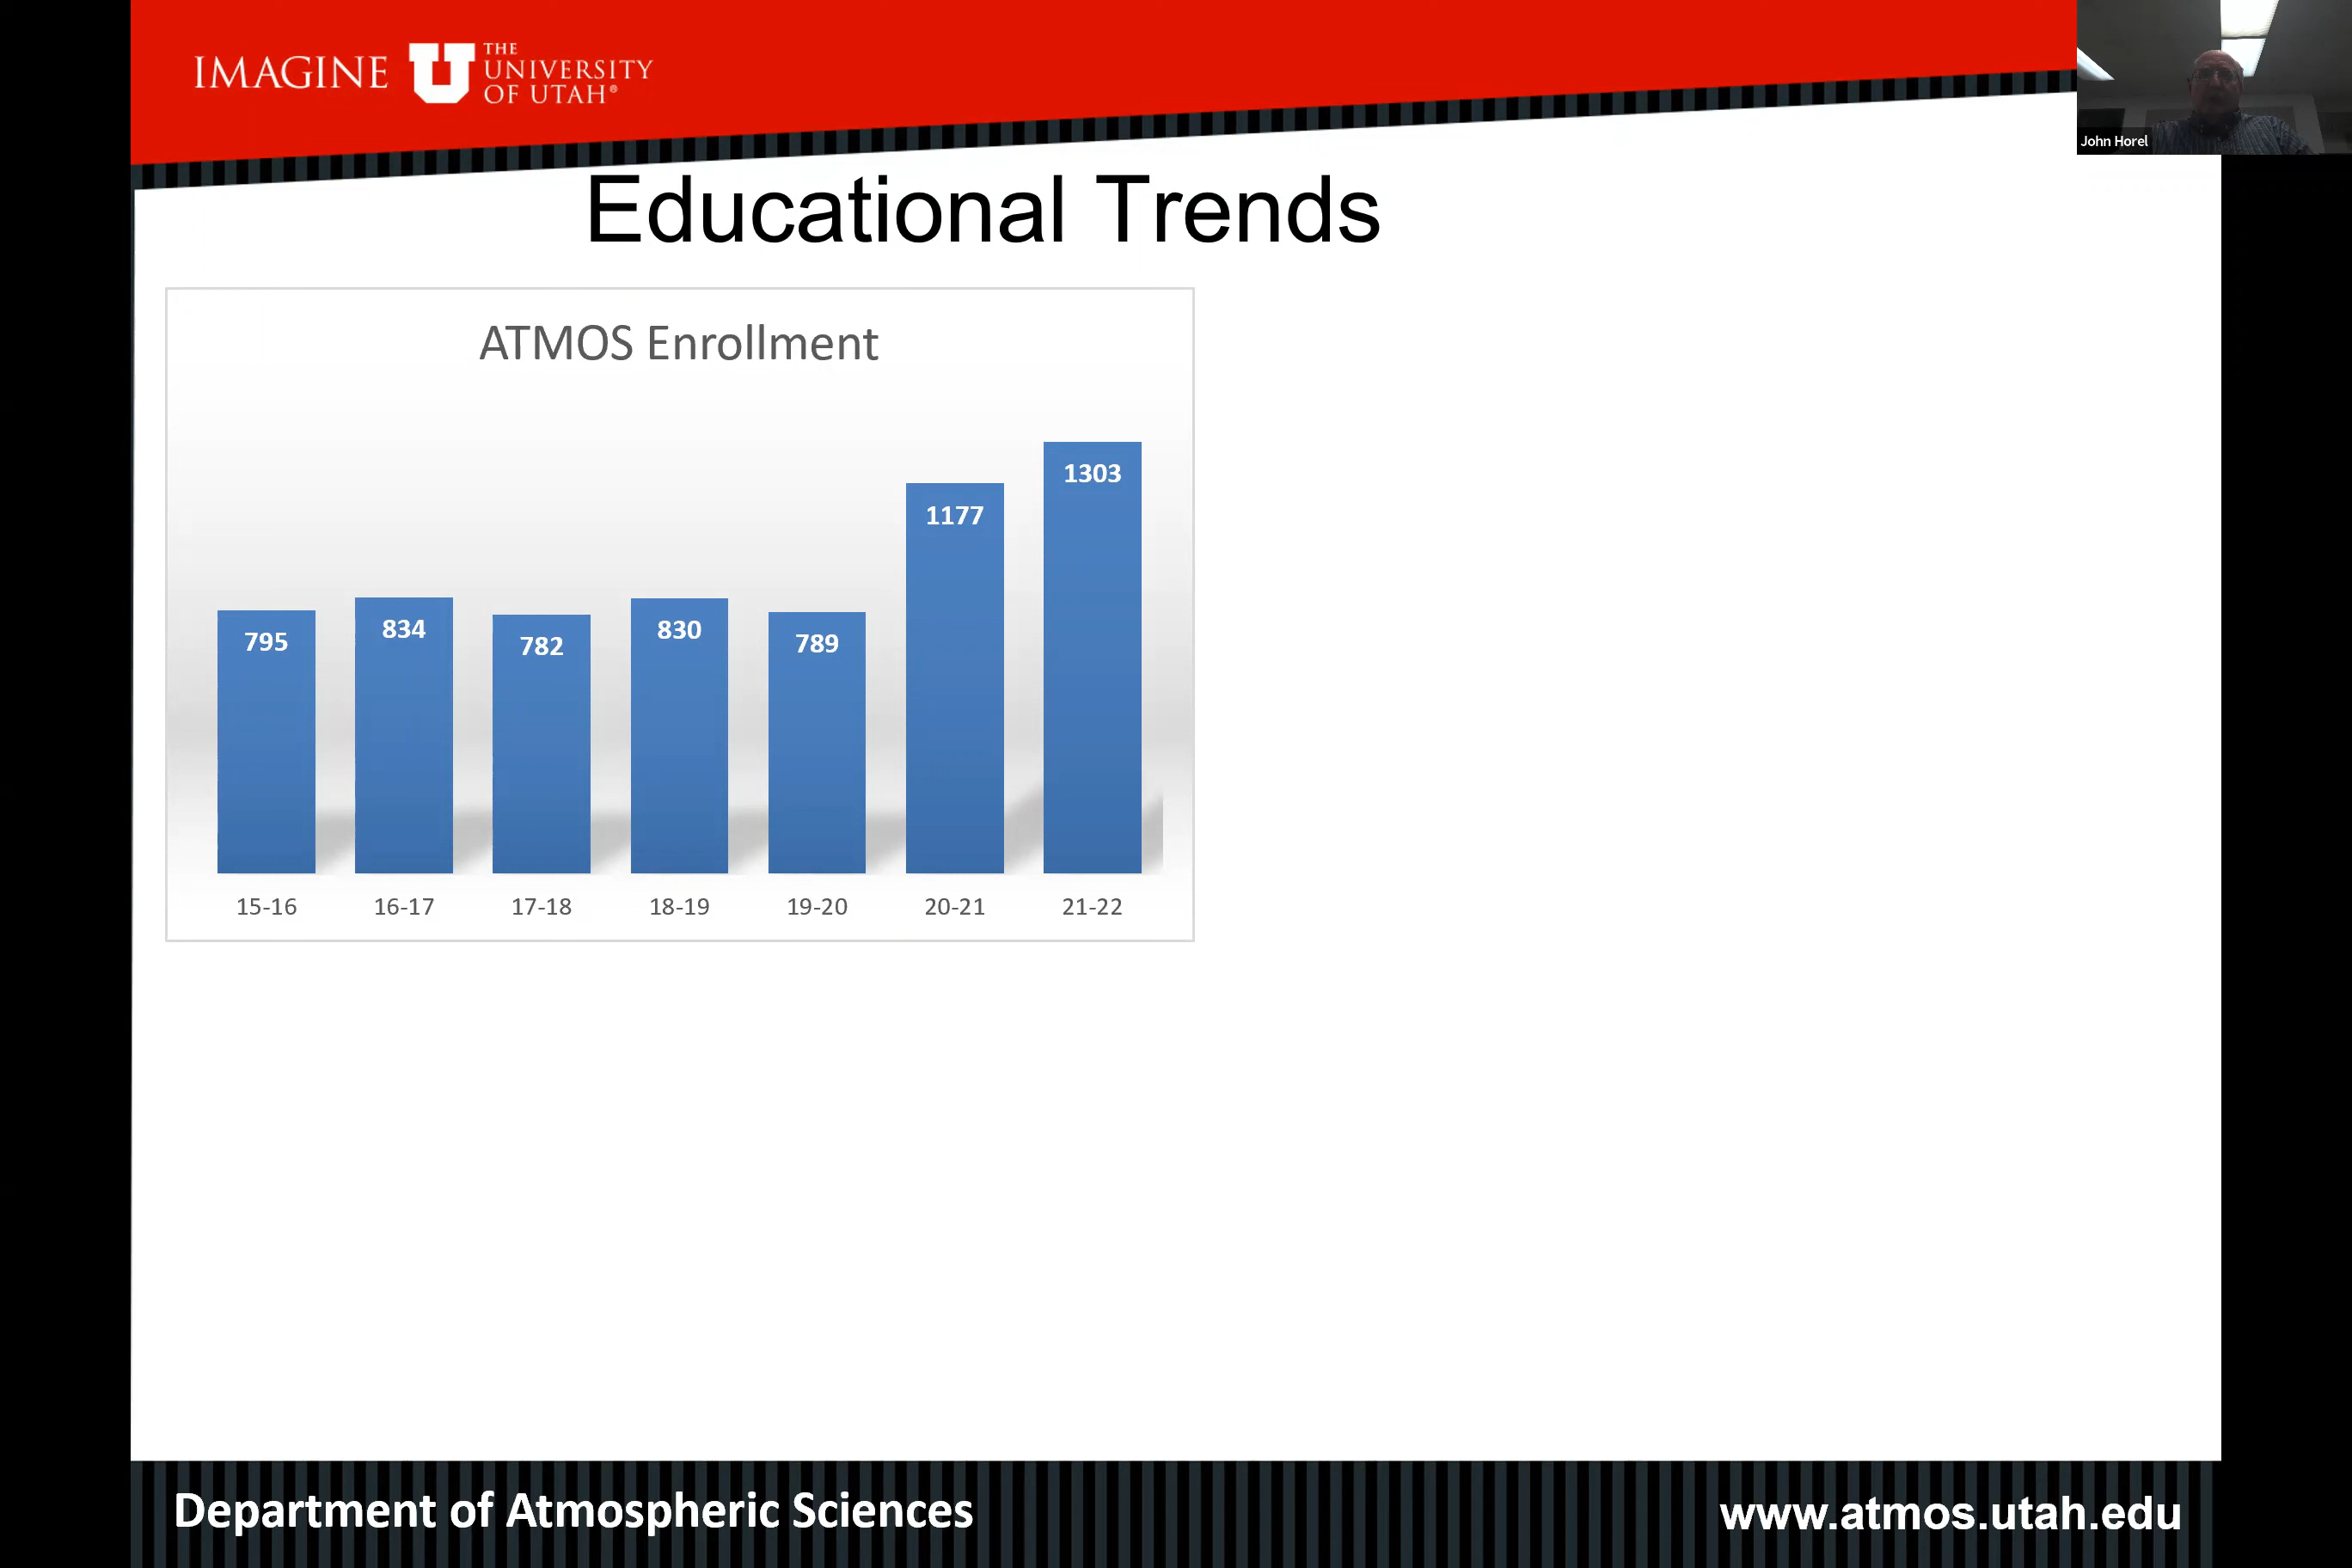 IMAGINE
THE
UNIVERSITY
OF UTAH®
John Horel
Educational Trends
ATMOS Enrollment
795
834
782
830
789
1177
1303
15-16
16-17
17-18
18-19
19-20
20-21
21-22
Department of Atmospheric Sciences
www.atmos.utah.edu